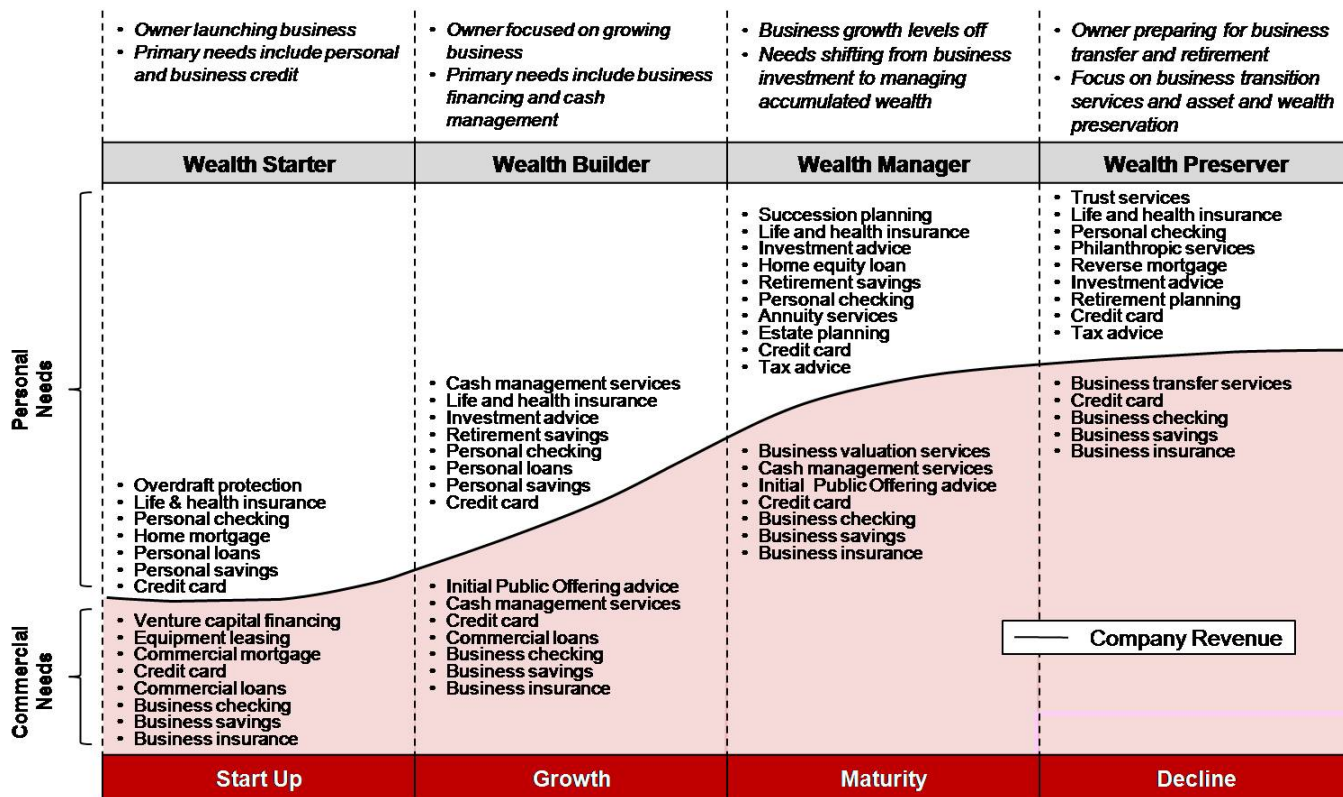 • Owner launching business
• Primary needs include personal
and business credit
• Owner focused on growing
business
• Primary needs include business
financing and cash
management
• Business growth levels off
• Needs shifting from business
investment to managing
accumulated wealth
• Owner preparing for business
transfer and retirement
• Focus on business transition
services and asset and wealth
preservation
Wealth Starter
Wealth Builder
Wealth Manager
Wealth Preserver
Personal
Needs
• Overdraft protection
• Life & health insurance
• Personal checking
• Home mortgage
• Personal loans
• Personal savings
• Credit card
• Cash management services
• Life and health insurance
• Investment advice
• Retirement savings
• Personal checking
• Personal loans
• Personal savings
• Credit card
• Succession planning
• Life and health insurance
• Investment advice
• Home equity loan
• Retirement savings
• Personal checking
• Annuity services
• Estate planning
• Credit card
• Tax advice
• Trust services
• Life and health insurance
• Personal checking
• Philanthropic services
• Reverse mortgage
• Investment advice
• Retirement planning
• Credit card
• Tax advice
Commercial
Needs
• Venture capital financing
• Equipment leasing
• Commercial mortgage
• Credit card
• Commercial loans
• Business checking
• Business savings
• Business insurance
• Initial Public Offering advice
• Cash management services
• Credit card
• Commercial loans
• Business checking
• Business savings
• Business insurance
• Business valuation services
• Cash management services
• Initial Public Offering advice
• Credit card
• Business checking
• Business savings
• Business insurance
• Business transfer services
• Credit card
• Business checking
• Business savings
• Business insurance
Company Revenue
Start Up
Growth
Maturity
Decline